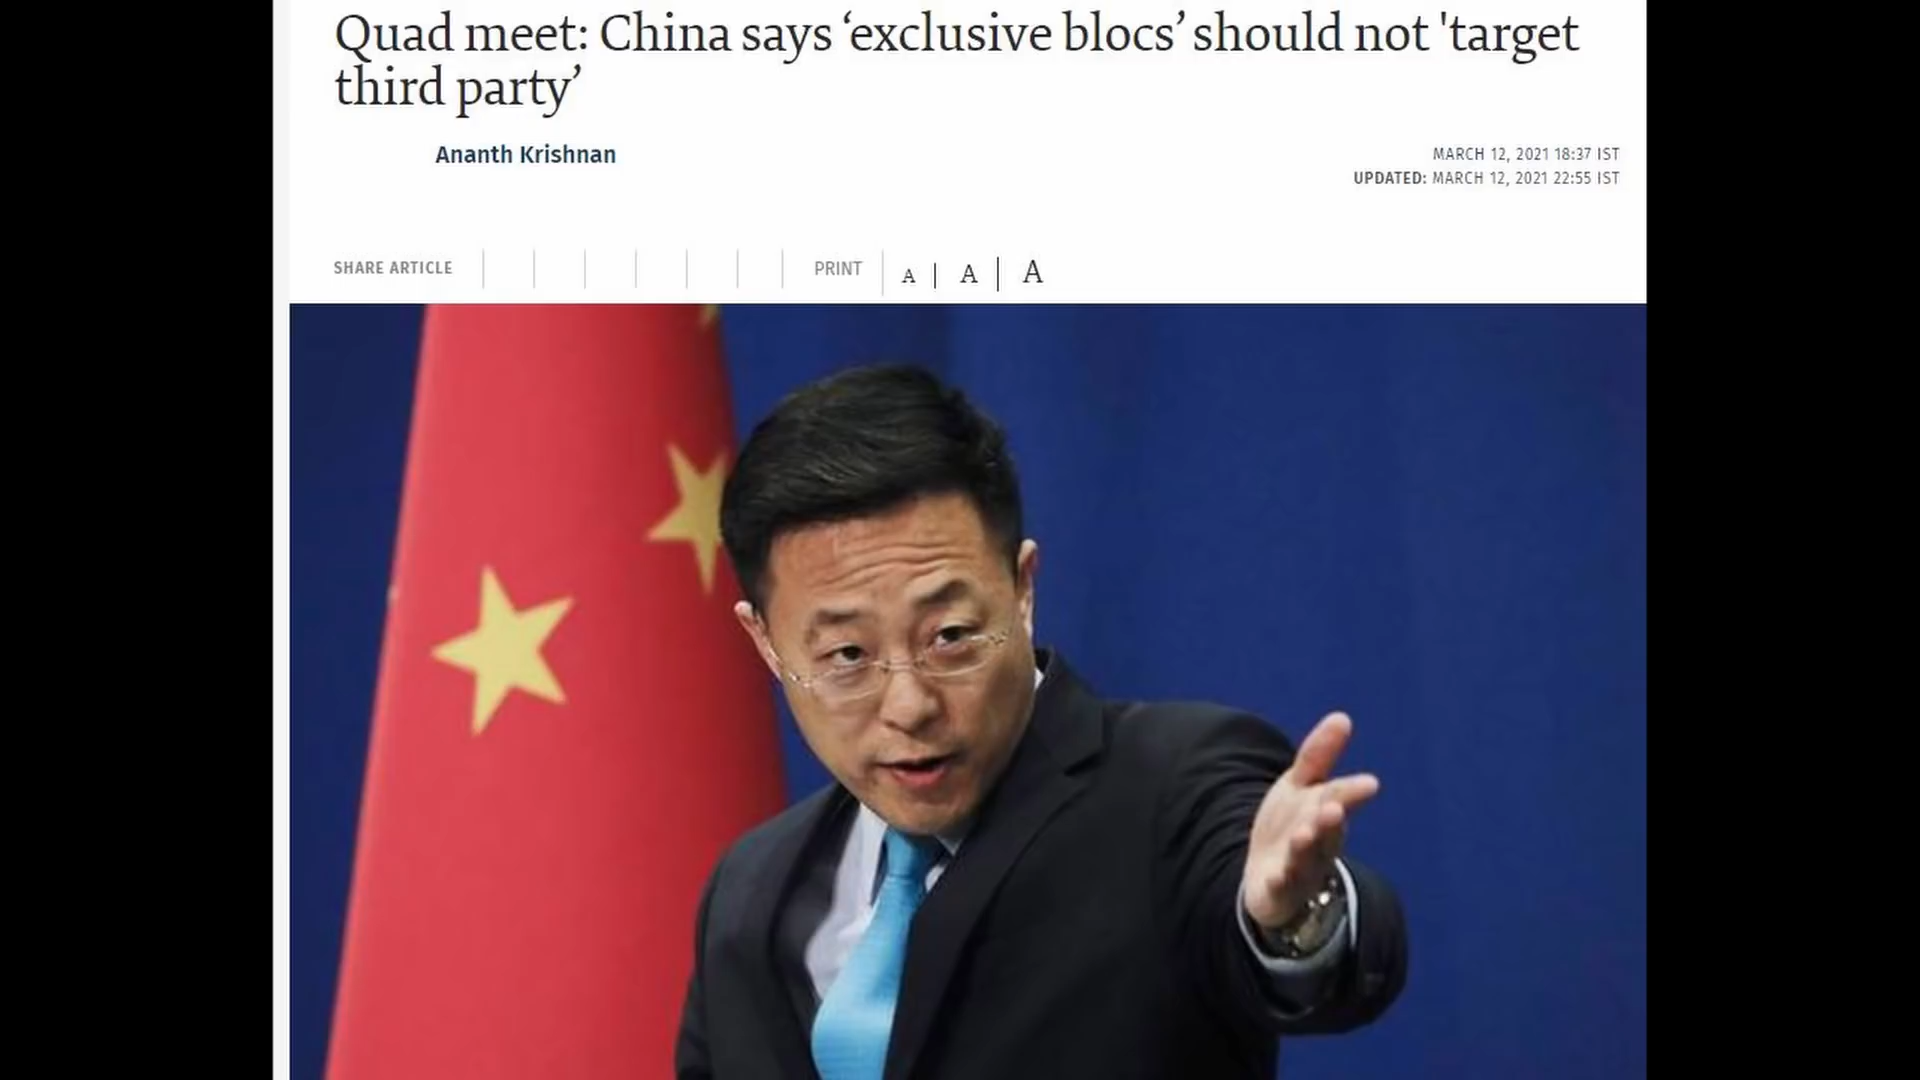 Quad meet: China says ‘exclusive blocs’ should not 'target
third party’
Ananth Krishnan
MARCH 12, 2021 18:37 IST
UPDATED: MARCH 12, 2021 22:55 IST
SHARE ARTICLE
PRINT
A
A
A